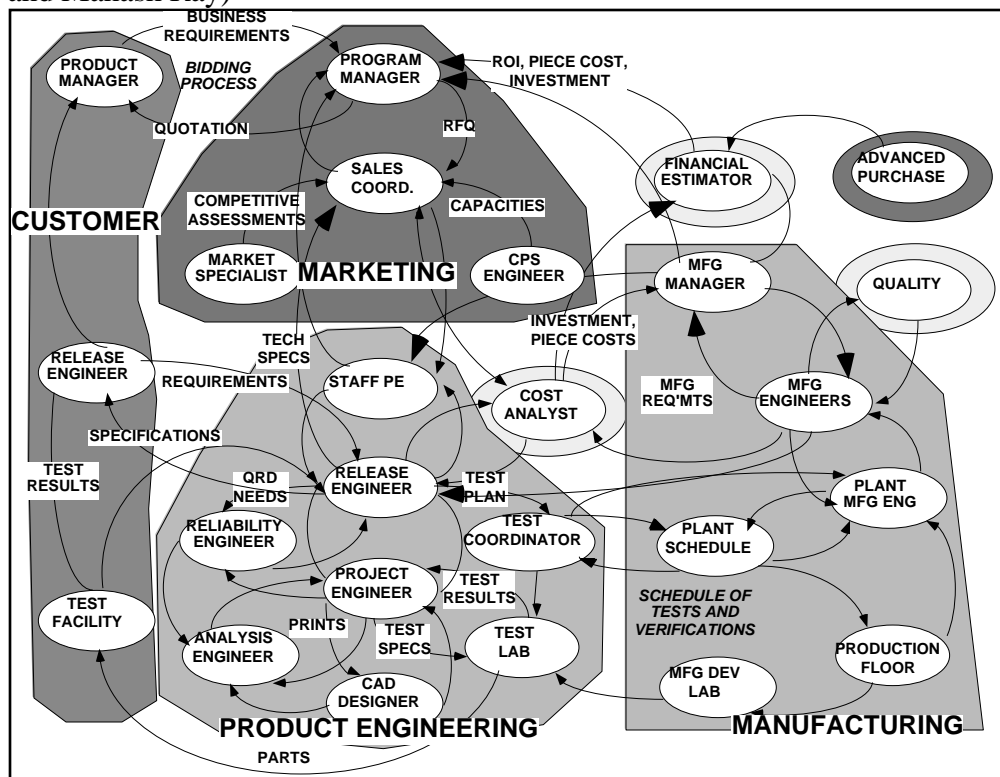 and Manash Ray)
BUSINESS
REQUIREMENTS
PRODUCT
MANAGER
BIDDING
PROCESS
PROGRAM
MANAGER
ROI, PIECE COST,
INVESTMENT
QUOTATION
RFQ
FINANCIAL
ESTIMATOR
ADVANCED
PURCHASE
SALES
COORD.
COMPETITIVE
ASSESSMENTS
CAPACITIES
CUSTOMER
MARKET
SPECIALIST
MARKETING
CPS
ENGINEER
MFG
MANAGER
QUALITY
INVESTMENT,
PIECE COSTS
TECH
SPECS
RELEASE
ENGINEER
REQUIREMENTS
STAFF PE
COST
ANALYST
MFG
REQ'MTS
MFG
ENGINEERS
SPECIFICATIONS
TEST
RESULTS
QRD
NEEDS
RELEASE
ENGINEER
TEST
PLAN
PLANT
MFG ENG
RELIABILITY
ENGINEER
TEST
COORDINATOR
PLANT
SCHEDULE
PROJECT
ENGINEER
TEST
RESULTS
SCHEDULE OF
TESTS AND
VERIFICATIONS
TEST
FACILITY
PRINTS
ANALYSIS
ENGINEER
TEST
SPECS
TEST
LAB
PRODUCTION
FLOOR
MFG DEV
LAB
CAD
DESIGNER
PRODUCT ENGINEERING
MANUFACTURING
PARTS